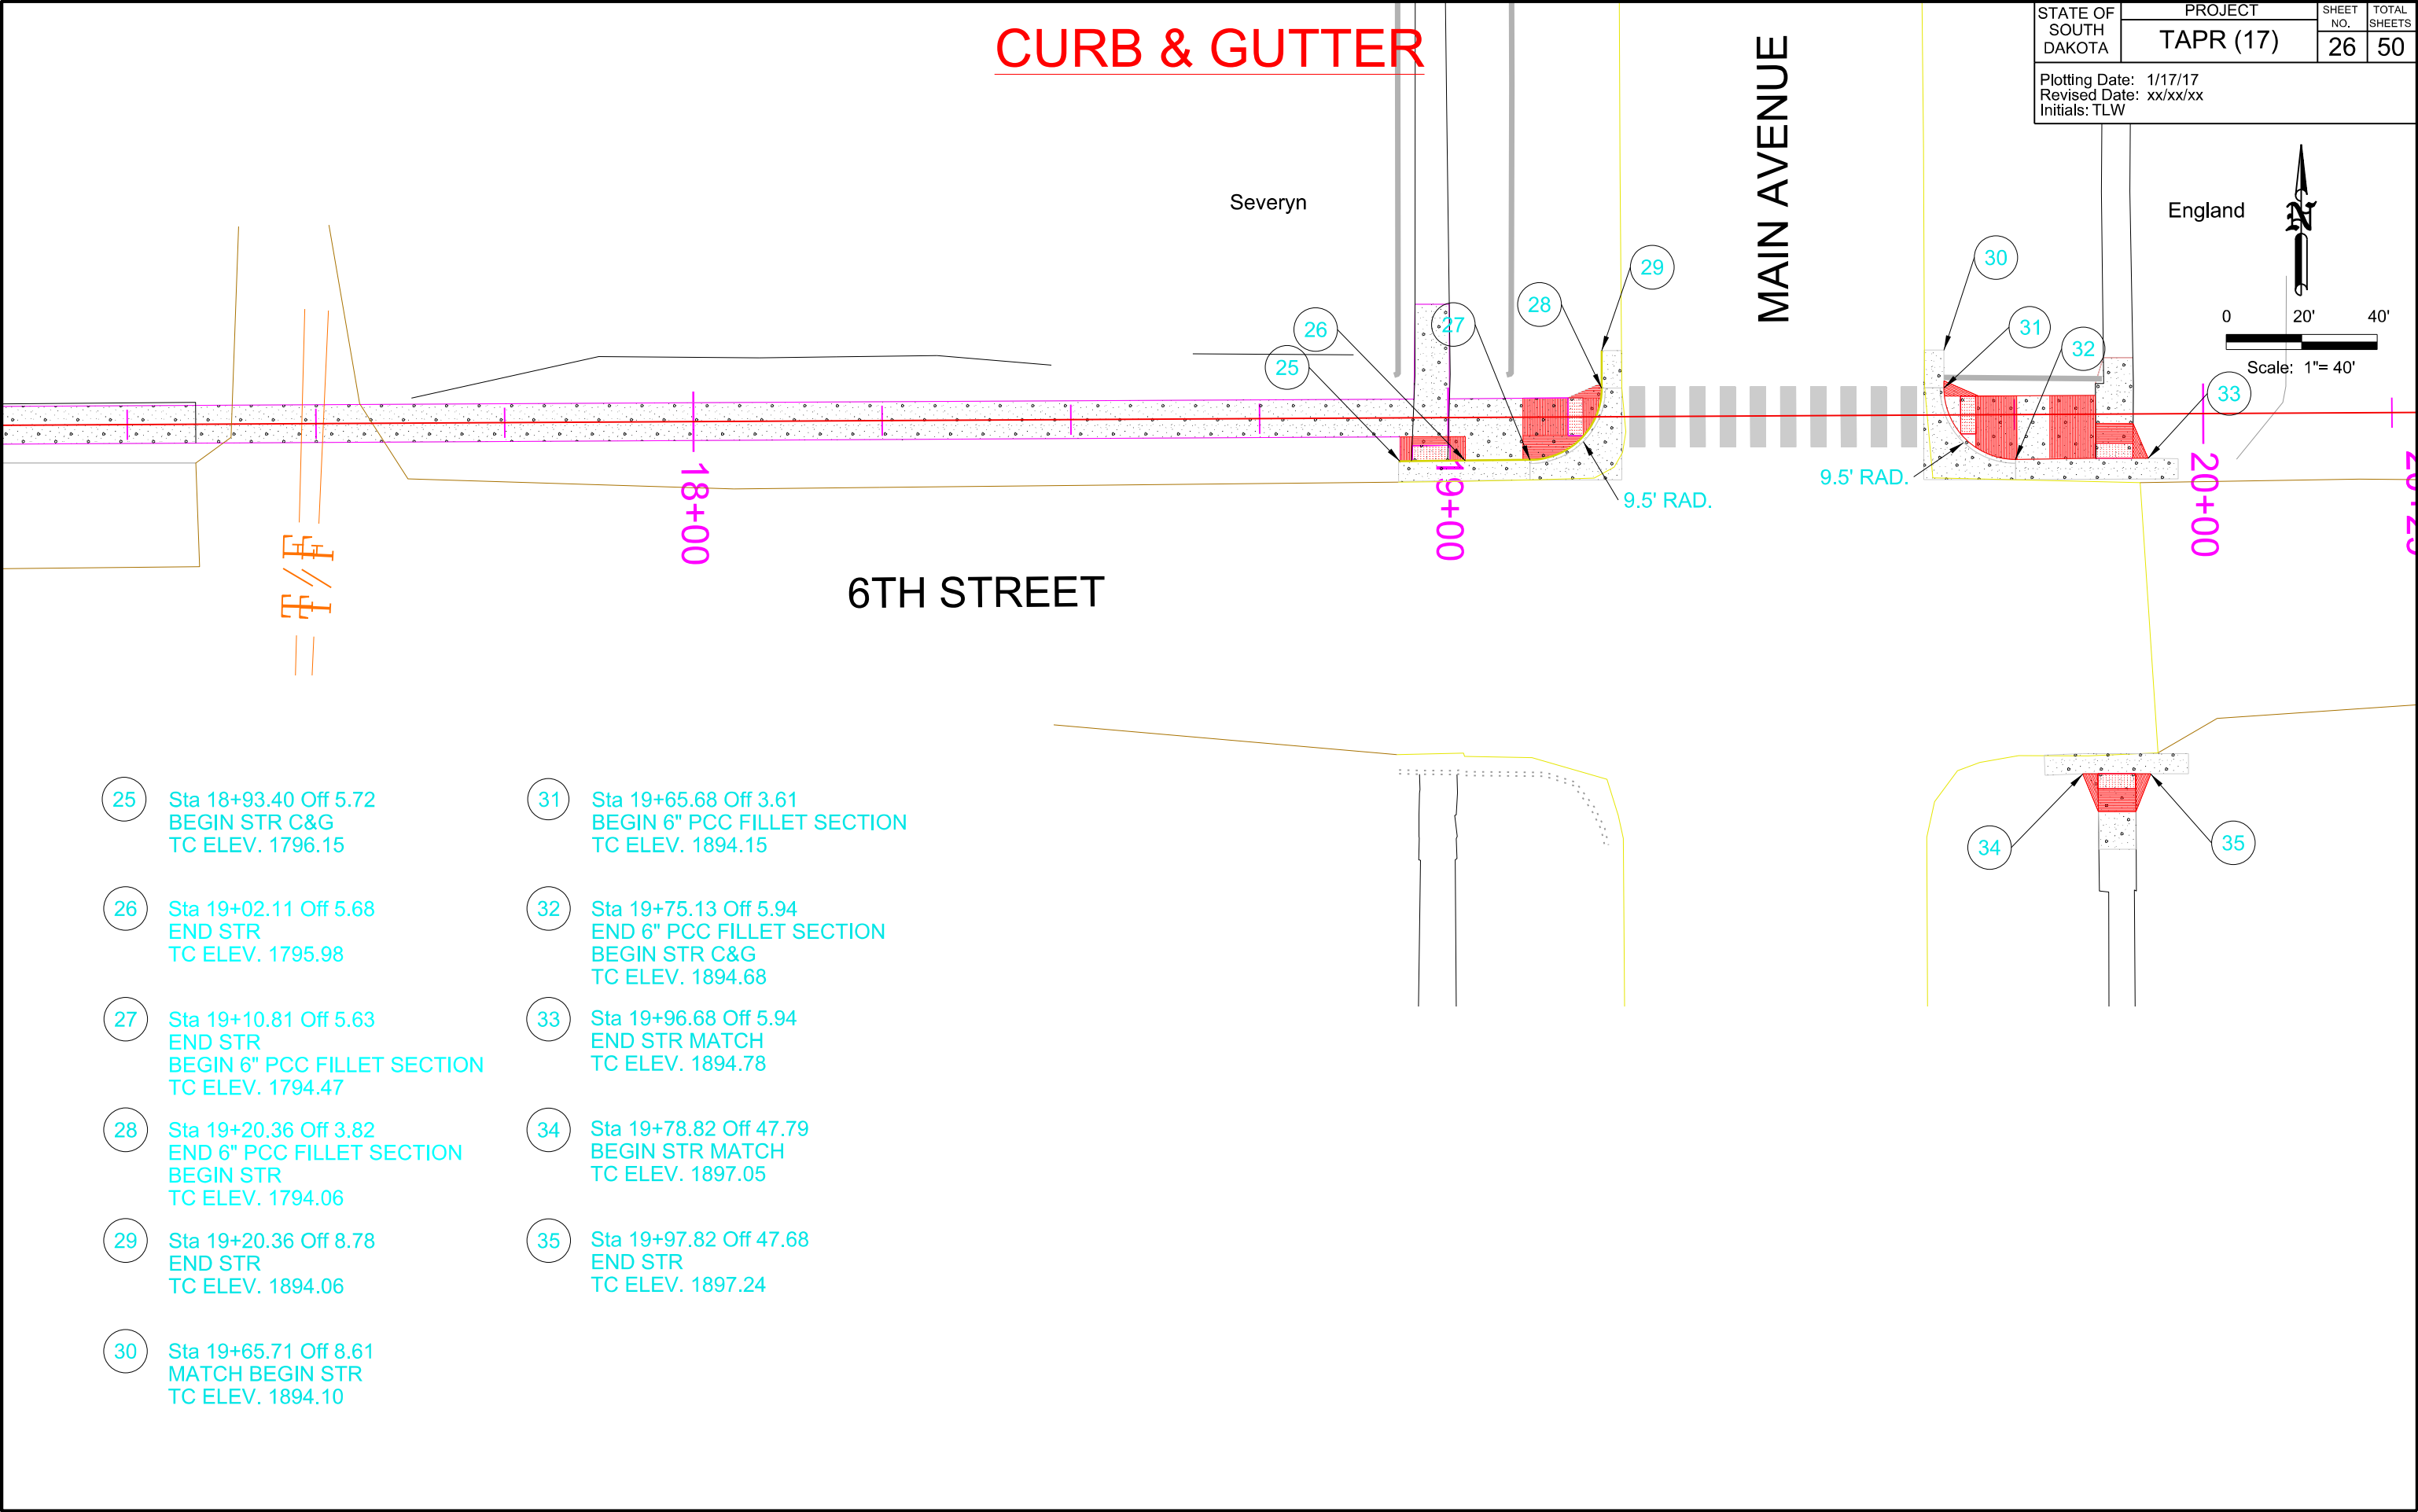 CURB & GUTTER
STATE OF
SOUTH
DAKOTA
PROJECT
TAPR (17)
SHEET
NO.
26
TOTAL
SHEETS
50
Plotting Date: 1/17/17
Revised Date: xx/xx/xx
Initials: TLW
MAIN AVENUE
Severyn
England
N
0 20' 40'
Scale: 1"= 40'
29
30
28
31
26
27
32
25
33
9.5' RAD.
9.5' RAD.
18+00
19+00
20+00
T/F
T/F
6TH STREET
34
35
25
Sta 18+93.40 Off 5.72
BEGIN STR C&G
TC ELEV. 1796.15
26
Sta 19+02.11 Off 5.68
END STR
TC ELEV. 1795.98
27
Sta 19+10.81 Off 5.63
END STR
BEGIN 6" PCC FILLET SECTION
TC ELEV. 1794.47
28
Sta 19+20.36 Off 3.82
END 6" PCC FILLET SECTION
BEGIN STR
TC ELEV. 1794.06
29
Sta 19+20.36 Off 8.78
END STR
TC ELEV. 1894.06
30
Sta 19+65.71 Off 8.61
MATCH BEGIN STR
TC ELEV. 1894.10
31
Sta 19+65.68 Off 3.61
BEGIN 6" PCC FILLET SECTION
TC ELEV. 1894.15
32
Sta 19+75.13 Off 5.94
END 6" PCC FILLET SECTION
BEGIN STR C&G
TC ELEV. 1894.68
33
Sta 19+96.68 Off 5.94
END STR MATCH
TC ELEV. 1894.78
34
Sta 19+78.82 Off 47.79
BEGIN STR MATCH
TC ELEV. 1897.05
35
Sta 19+97.82 Off 47.68
END STR
TC ELEV. 1897.24